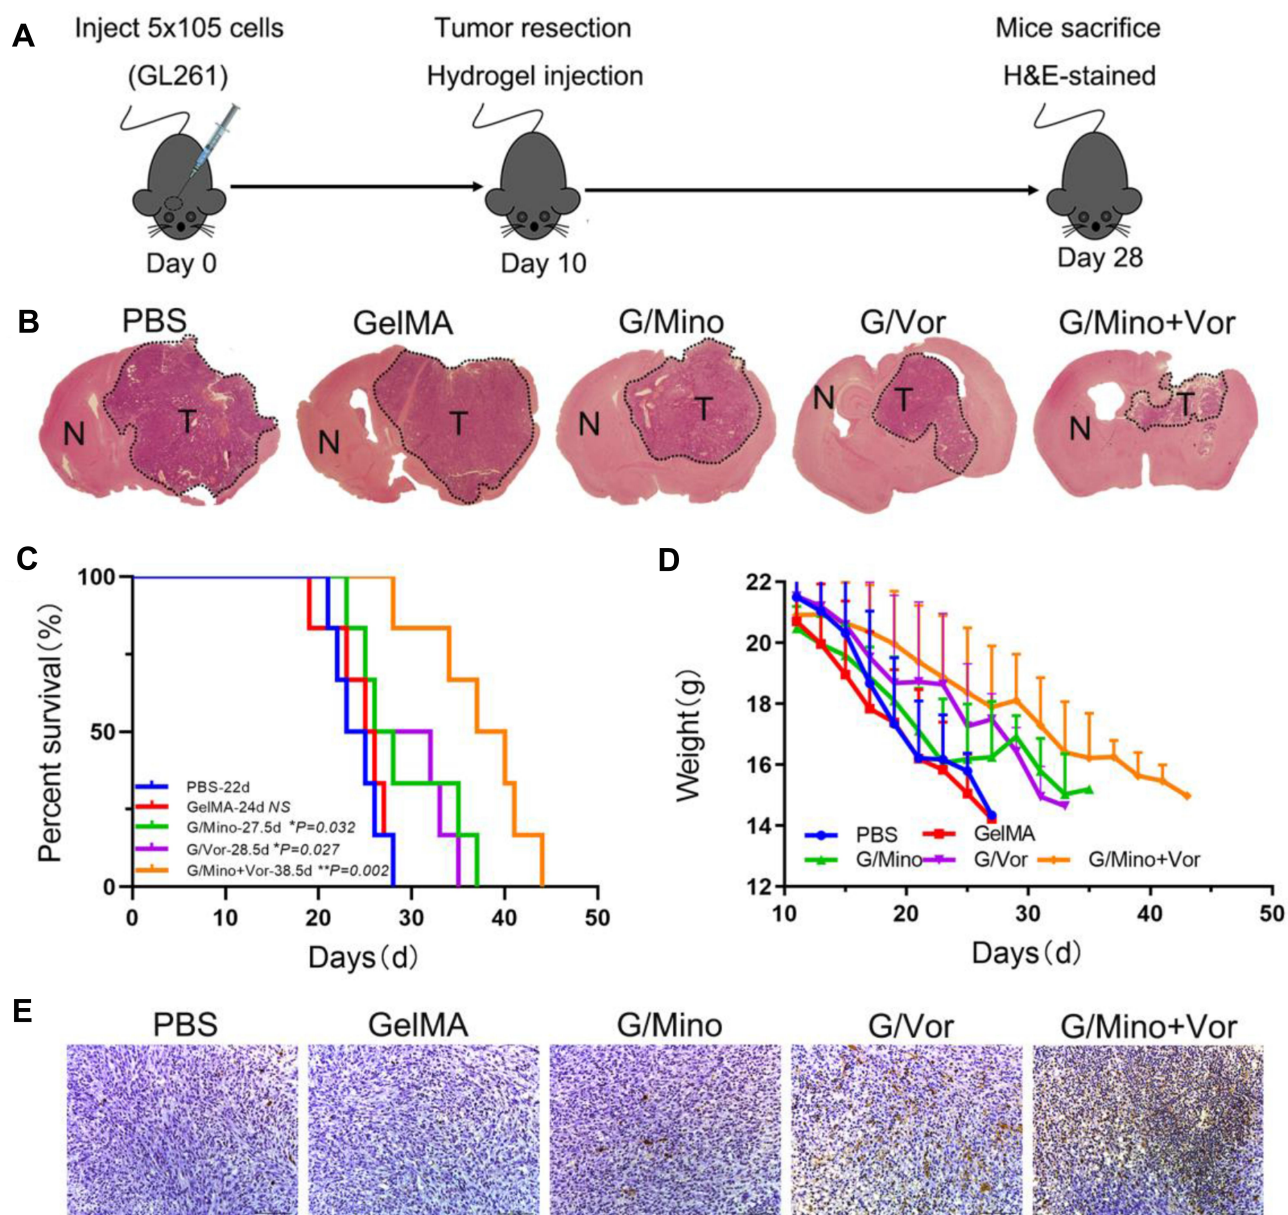 A
Inject 5x105 cells
(GL261)
Tumor resection
Hydrogel injection
Mice sacrifice
H&E-stained
Day 0
Day 10
Day 28
B
PBS
GelMA
G/Mino
G/Vor
G/Mino+Vor
N
T
N
T
N
T
N
T
N
T
C
Percent survival(%)
100
50
0
PBS-22d
GelMA-24d NS
G/Mino-27.5d *P=0.032
G/Vor-28.5d *P=0.027
G/Mino+Vor-38.5d **P=0.002
0 10 20 30 40 50
Days(d)
D
Weight(g)
22
20
18
16
14
12
PBS GelMA
G/Mino G/Vor G/Mino+Vor
10 20 30 40 50
Days(d)
E
PBS
GelMA
G/Mino
G/Vor
G/Mino+Vor